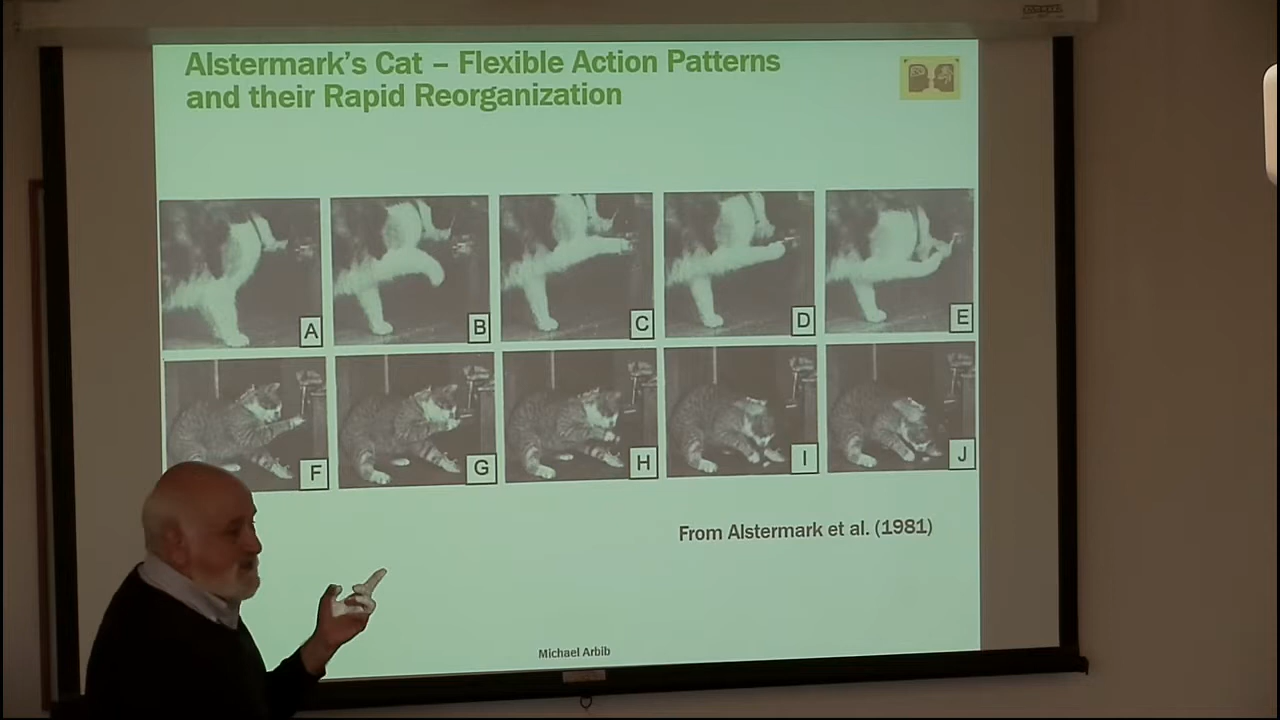 Alstermark's Cat – Flexible Action Patterns
and their Rapid Reorganization
A
B
C
D
E
F
G
H
I
J
From Alstermark et al. (1981)
Michael Arbib